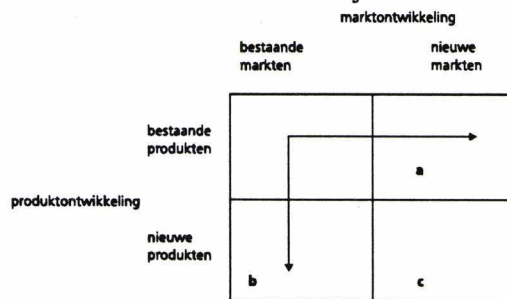 marktontwikkeling
bestaande
markten
nieuwe
markten
bestaande
produkten
a
produktontwikkeling
nieuwe
produkten
b
c